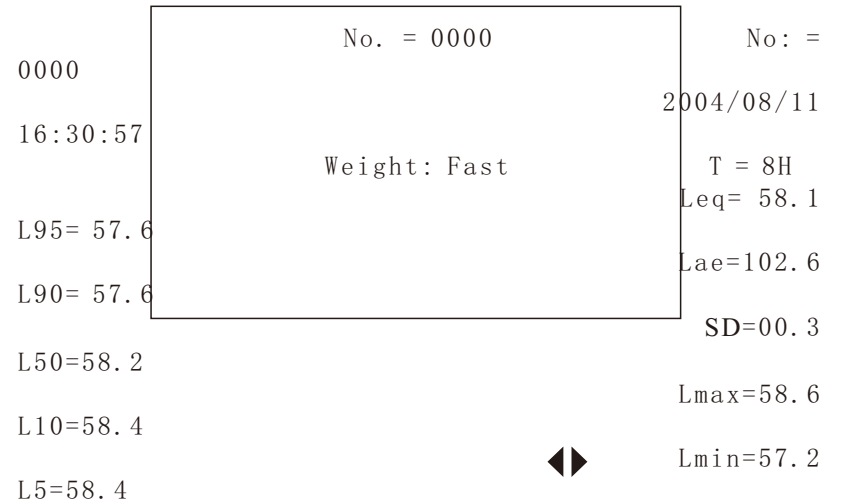 No. = 0000 No: =
0000
2004/08/11
16:30:57
Weight: Fast T = 8H
Leq= 58.1
L95= 57.6
Lae=102.6
L90= 57.6
SD=00.3
L50=58.2
Lmax=58.6
L10=58.4
Lmin=57.2
L5=58.4